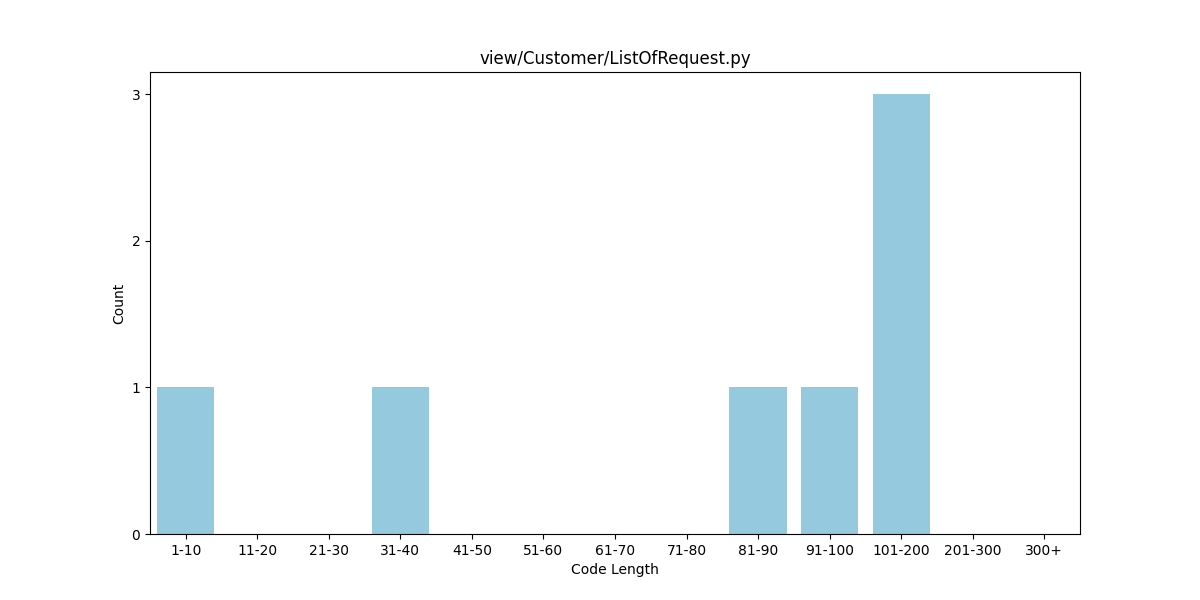 view/Customer/ListOfRequest.py
3
2
1
0
Count
1-10 11-20 21-30 31-40 41-50 51-60 61-70 71-80 81-90 91-100 101-200 201-300 300+
Code Length